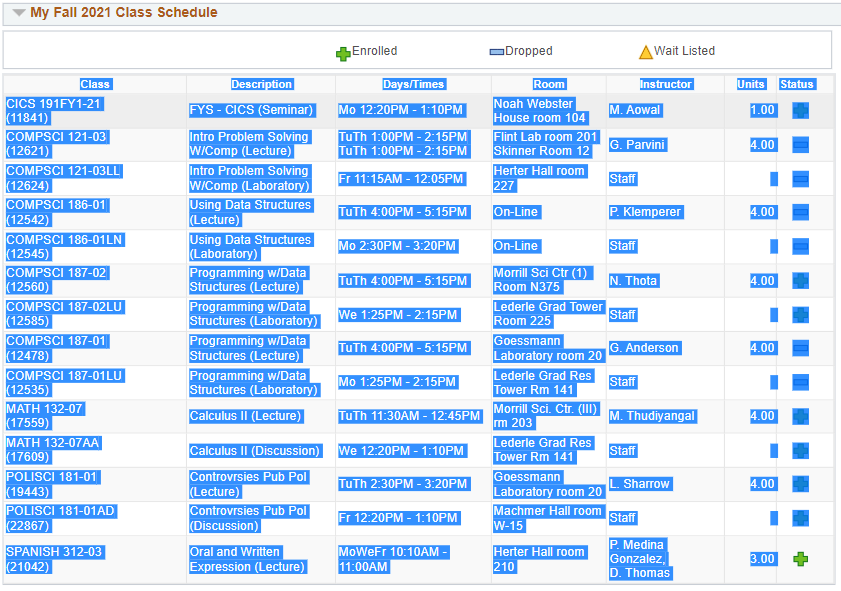 My Fall 2021 Class Schedule
Enrolled Dropped Wait Listed
Class Description Days/Times Room Instructor Units Status
CICS 191FY1-21
(11841)
FYS - CICS (Seminar)
Mo 12:20PM - 1:10PM
Noah Webster
House room 104
M. Aowal
1.00
COMPSCI 121-03
(12621)
Intro Problem Solving
W/Comp (Lecture)
TuTh 1:00PM - 2:15PM
TuTh 1:00PM - 2:15PM
Flint Lab room 201
Skinner Room 12
G. Parvini
4.00
COMPSCI 121-03LL
(12624)
Intro Problem Solving
W/Comp (Laboratory)
Fr 11:15AM - 12:05PM
Herter Hall room
227
Staff
COMPSCI 186-01
(12542)
Using Data Structures
(Lecture)
TuTh 4:00PM - 5:15PM
On-Line
P. Klemperer
4.00
COMPSCI 186-01LN
(12545)
Using Data Structures
(Laboratory)
Mo 2:30PM - 3:20PM
On-Line
Staff
COMPSCI 187-02
(12560)
Programming w/Data
Structures (Lecture)
TuTh 4:00PM - 5:15PM
Morrill Sci Ctr (1)
Room N375
N. Thota
4.00
COMPSCI 187-02LU
(12585)
Programming w/Data
Structures (Laboratory)
We 1:25PM - 2:15PM
Lederle Grad Tower
Room 225
Staff
COMPSCI 187-01
(12478)
Programming w/Data
Structures (Lecture)
TuTh 4:00PM - 5:15PM
Goessmann
Laboratory room 20
G. Anderson
4.00
COMPSCI 187-01LU
(12535)
Programming w/Data
Structures (Laboratory)
Mo 1:25PM - 2:15PM
Lederle Grad Res
Tower Rm 141
Staff
MATH 132-07
(17559)
Calculus II (Lecture)
TuTh 11:30AM - 12:45PM
Morrill Sci. Ctr. (III)
rm 203
M. Thudiyangal
4.00
MATH 132-07AA
(17609)
Calculus II (Discussion)
We 12:20PM - 1:10PM
Lederle Grad Res
Tower Rm 141
Staff
POLISCI 181-01
(19443)
Controvrsies Pub Pol
(Lecture)
TuTh 2:30PM - 3:20PM
Goessmann
Laboratory room 20
L. Sharrow
4.00
POLISCI 181-01AD
(22867)
Controvrsies Pub Pol
(Discussion)
Fr 12:20PM - 1:10PM
Machmer Hall room
W-15
Staff
SPANISH 312-03
(21042)
Oral and Written
Expression (Lecture)
MoWeFr 10:10AM -
11:00AM
Herter Hall room
210
P. Medina
Gonzalez,
D. Thomas
3.00